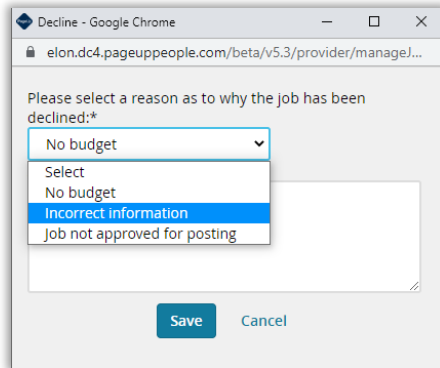 Decline - Google Chrome
elon.dc4.pageuppeople.com/beta/v5.3/provider/manageJ...
Please select a reason as to why the job has been
declined:*
No budget
Select
No budget
Incorrect information
Job not approved for posting
Save Cancel